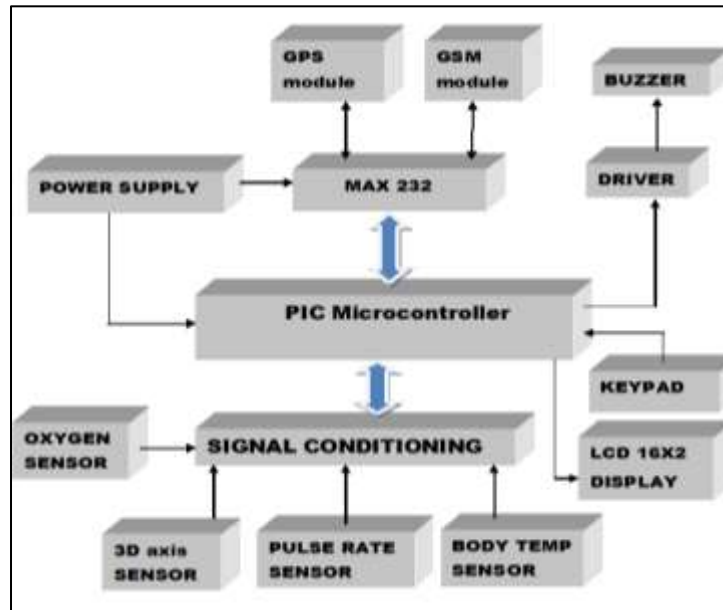 GPS
module
GSM
module
BUZZER
POWER SUPPLY
MAX 232
DRIVER
PIC Microcontroller
KEYPAD
OXYGEN
SENSOR
SIGNAL CONDITIONING
LCD 16X2
DISPLAY
3D axis
SENSOR
PULSE RATE
SENSOR
BODY TEMP
SENSOR